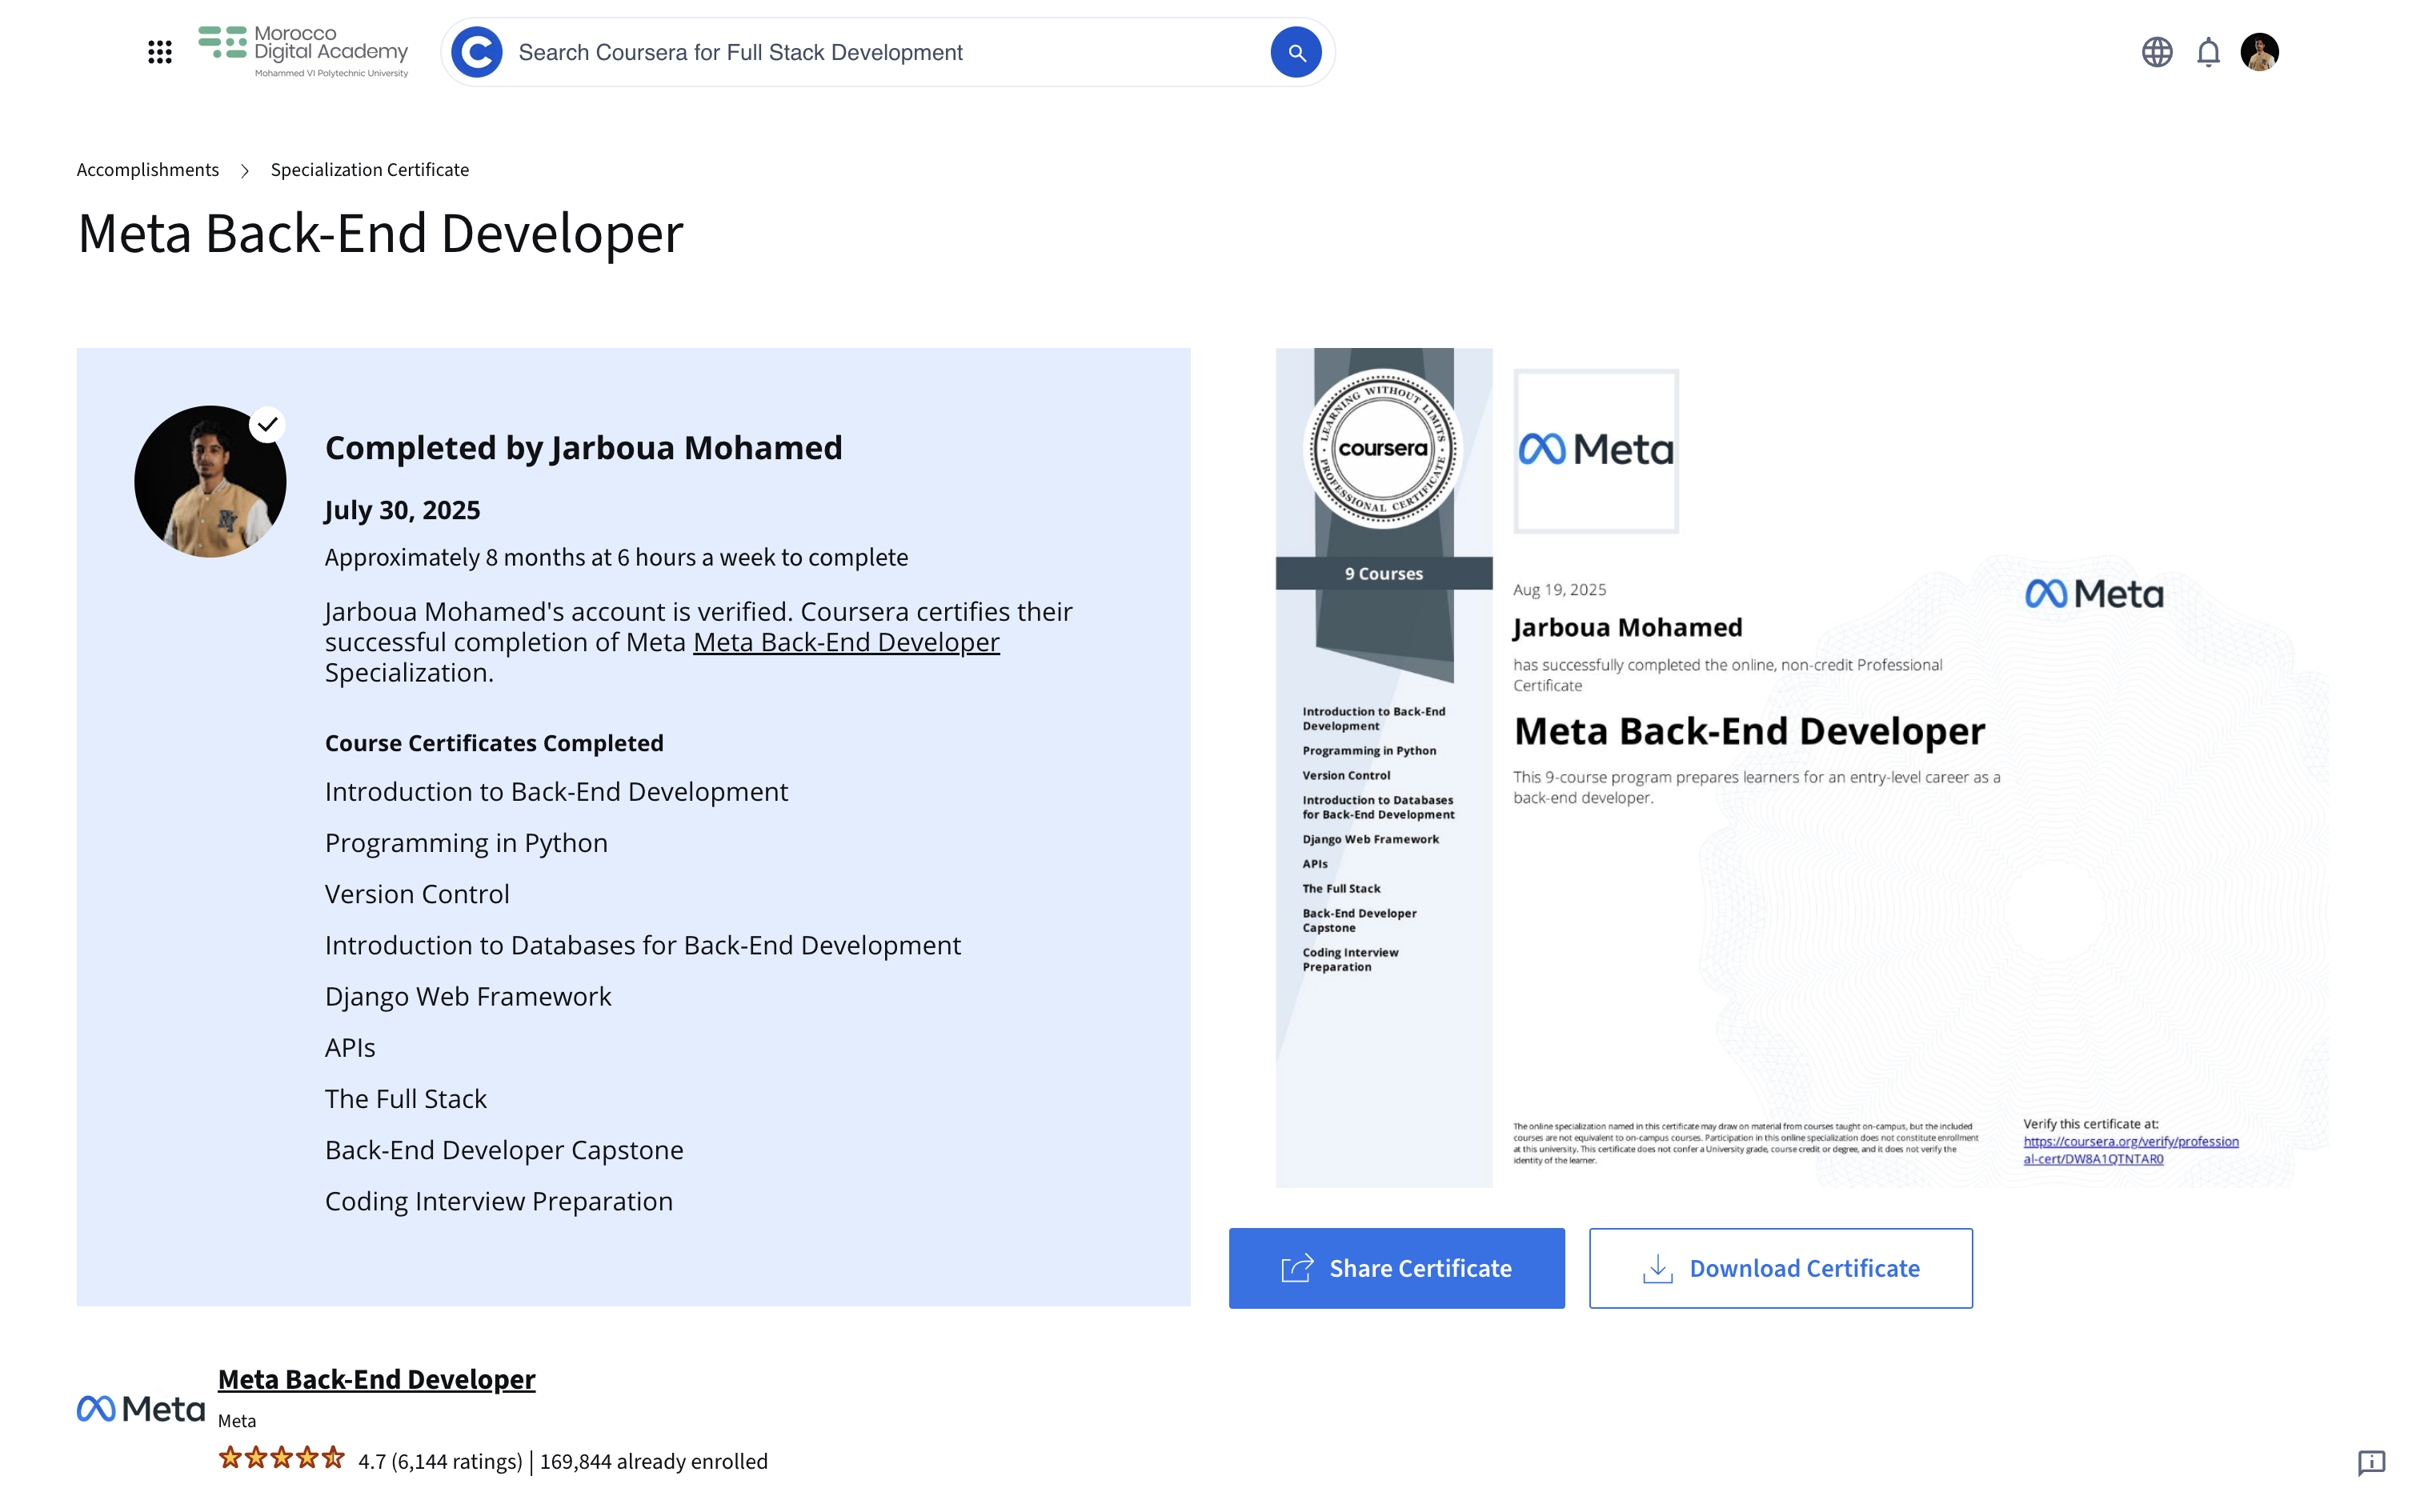 Morocco
Digital Academy
Mohammed VI Polytechnic University
Search Coursera for Full Stack Development
Accomplishments
Specialization Certificate
Meta Back-End Developer
Completed by Jarboua Mohamed
July 30, 2025
Approximately 8 months at 6 hours a week to complete
Jarboua Mohamed's account is verified. Coursera certifies their
successful completion of Meta Meta Back-End Developer
Specialization.
Course Certificates Completed
Introduction to Back-End Development
Programming in Python
Version Control
Introduction to Databases for Back-End Development
Django Web Framework
APIs
The Full Stack
Back-End Developer Capstone
Coding Interview Preparation
LEARNING WITHOUT LIMITS
coursera
PROFESSIONAL CERTIFICATE
9 Courses
Introduction to Back-End
Development
Programming in Python
Version Control
Introduction to Databases
for Back-End Development
Django Web Framework
APIs
The Full Stack
Back-End Developer
Capstone
Coding Interview
Preparation
Meta
Aug 19, 2025
Jarboua Mohamed
has successfully completed the online, non-credit Professional
Certificate
Meta Back-End Developer
This 9-course program prepares learners for an entry-level career as a
back-end developer.
Meta
The online specialization named in this certificate may draw on material from courses taught on-campus, but the included
courses are not equivalent to on-campus courses. Participation in this online specialization does not constitute enrollment
at this university. This certificate does not confer a University grade, course credit or degree, and it does not verify the
identity of the learner.
Verify this certificate at:
https://coursera.org/verify/profession
al-cert/DW8A1QTNTAR0
Share Certificate
Download Certificate
Meta
Meta Back-End Developer
Meta
4.7 (6,144 ratings) | 169,844 already enrolled